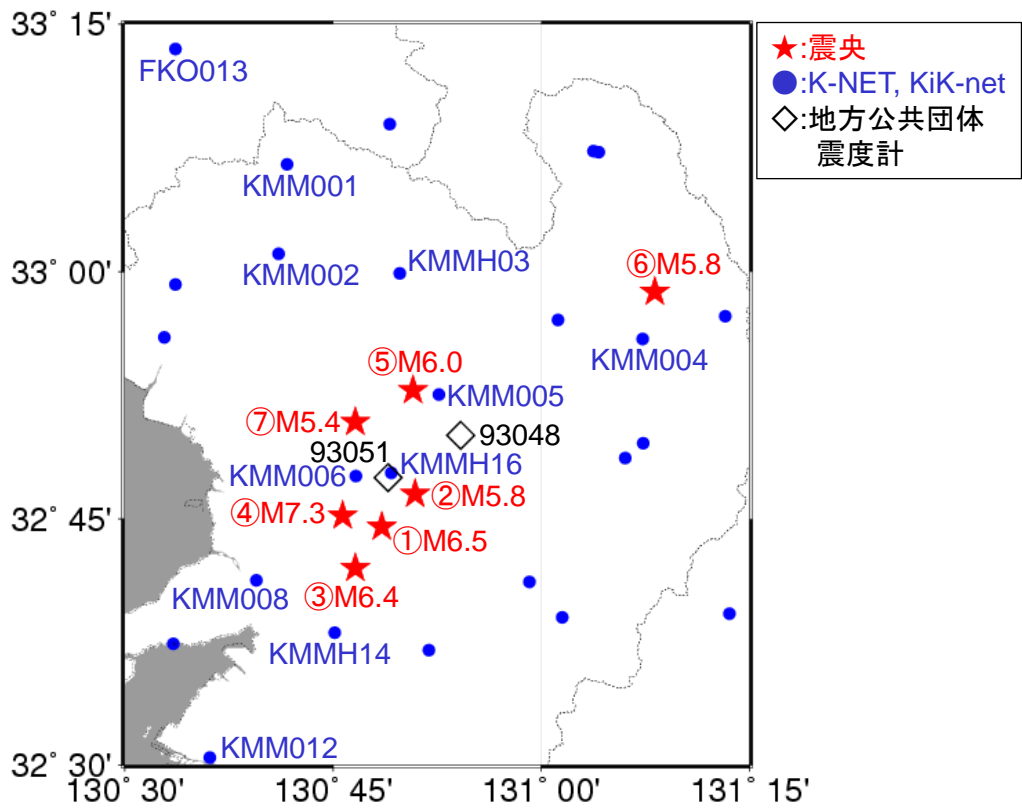 33° 15'
FKO013
KMM001
KMM002
KMMH03
33° 00'
⑥M5.8
KMM004
⑤M6.0
KMM005
⑦M5.4
93048
93051
KMMH16
KMM006
②M5.8
④M7.3
32° 45'
①M6.5
KMM008
③M6.4
KMMH14
KMM012
32° 30'
130° 30'
130° 45'
131° 00'
131° 15'
★:震央
●:K-NET, KiK-net
◇:地方公共団体
震度計